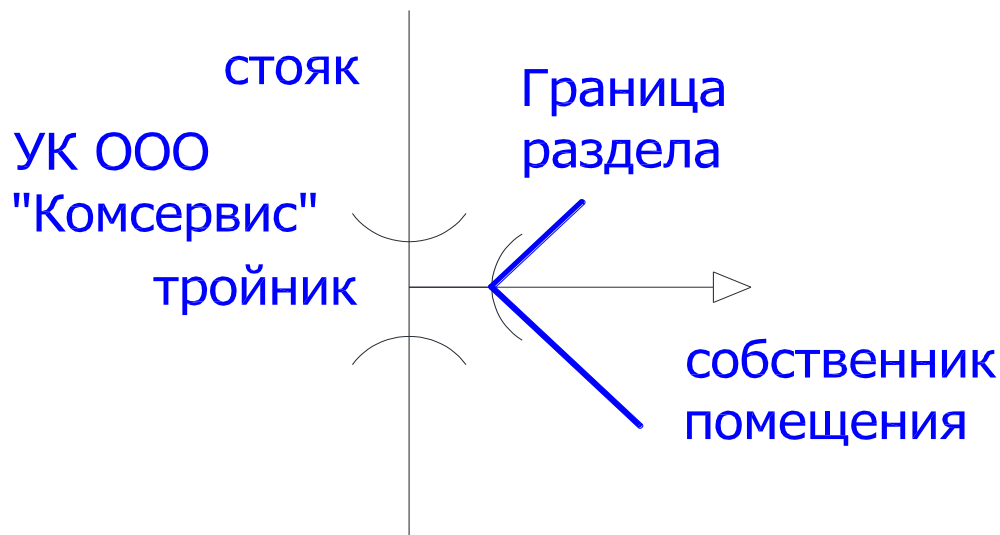 стояк
Граница
раздела
УК ООО
"Комсервис"
тройник
собственник
помещения